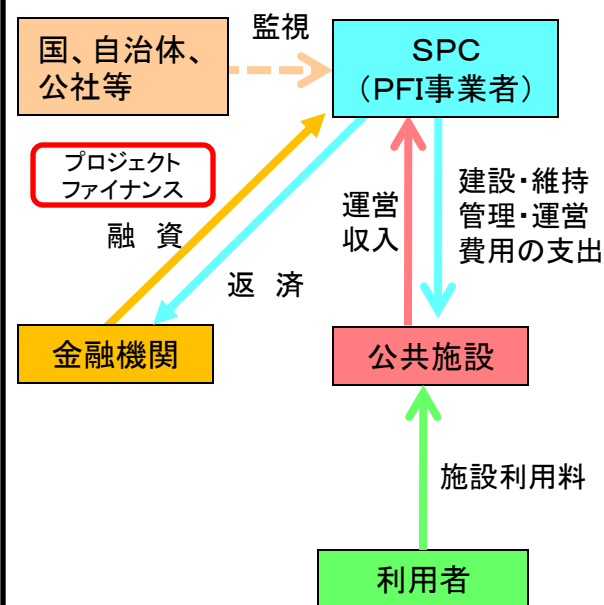 監視
国、自治体、
公社等
SPC
（PFI事業者）
プロジェクト
ファイナンス
融　資
返　済
運営
収入
建設・維持
管理・運営
費用の支出
金融機関
公共施設
施設利用料
利用者